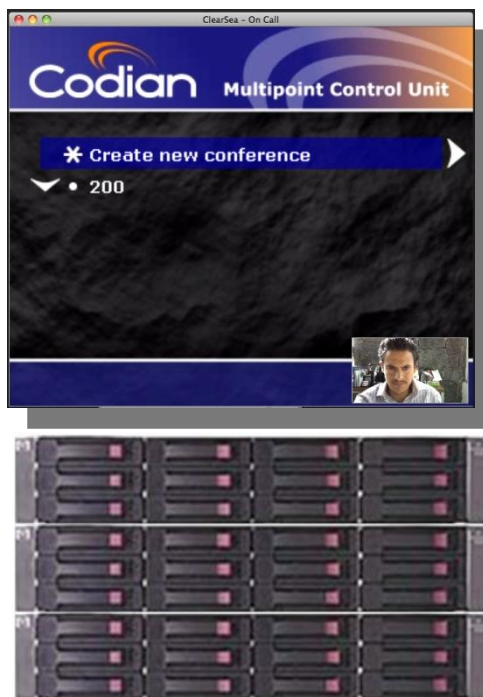 ClearSea - On Call
Codian
Multipoint Control Unit
* Create new conference
• 200